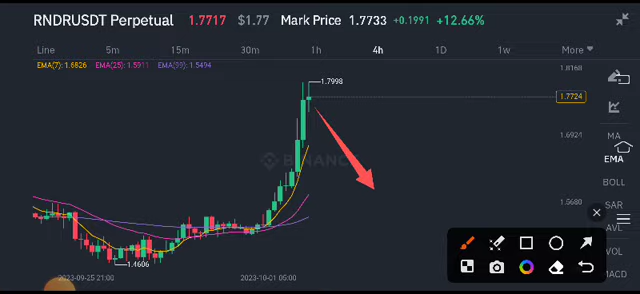 RNDRUSDT Perpetual 1.7717 $1.77 Mark Price 1.7733 +0.1991 +12.66%
Line 5m 15m 30m 1h 4h 1D 1w More
EMA(7): 1.6826 EMA(25): 1.5911 EMA(99): 1.5494
1.8168
1.7998
1.7724
1.6924
MA
BINANCE
EMA
BOLL
1.5680
SAR
AVL
VOL
1.4606
MACD
2023-09-25 21:00 2023-10-01 05:00